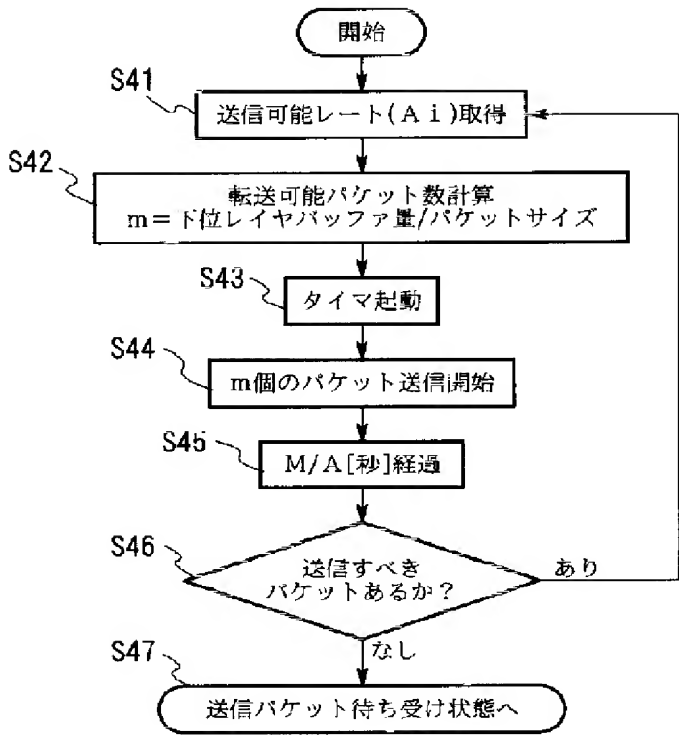 開始
S41
送信可能レート(Ai)取得
S42
転送可能パケット数計算
m=下位レイヤバッファ量/パケットサイズ
S43
タイマ起動
S44
m個のパケット送信開始
S45
M/A[秒]経過
S46
送信すべき
パケットあるか?
あり
なし
S47
送信パケット待ち受け状態へ